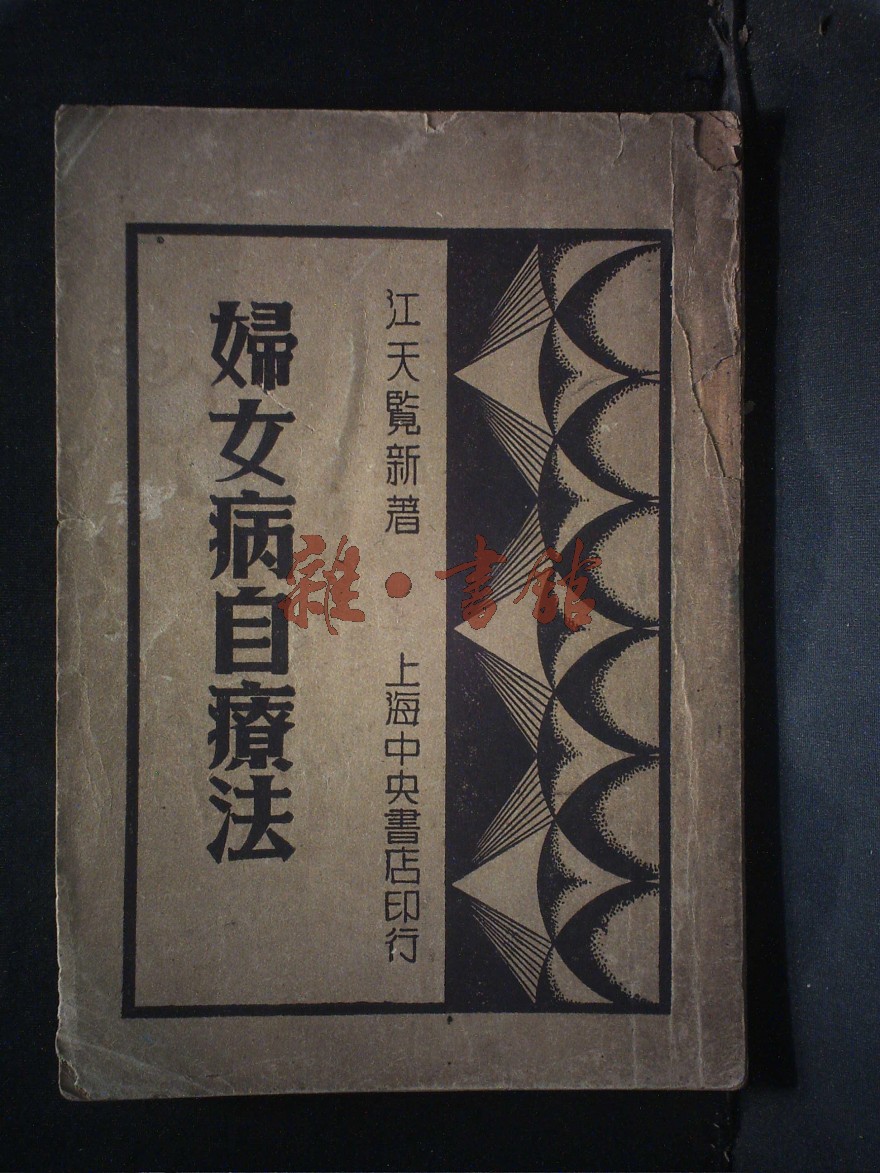 江天覧新著 上海中央書店印行
婦女病自療法
雜·書館